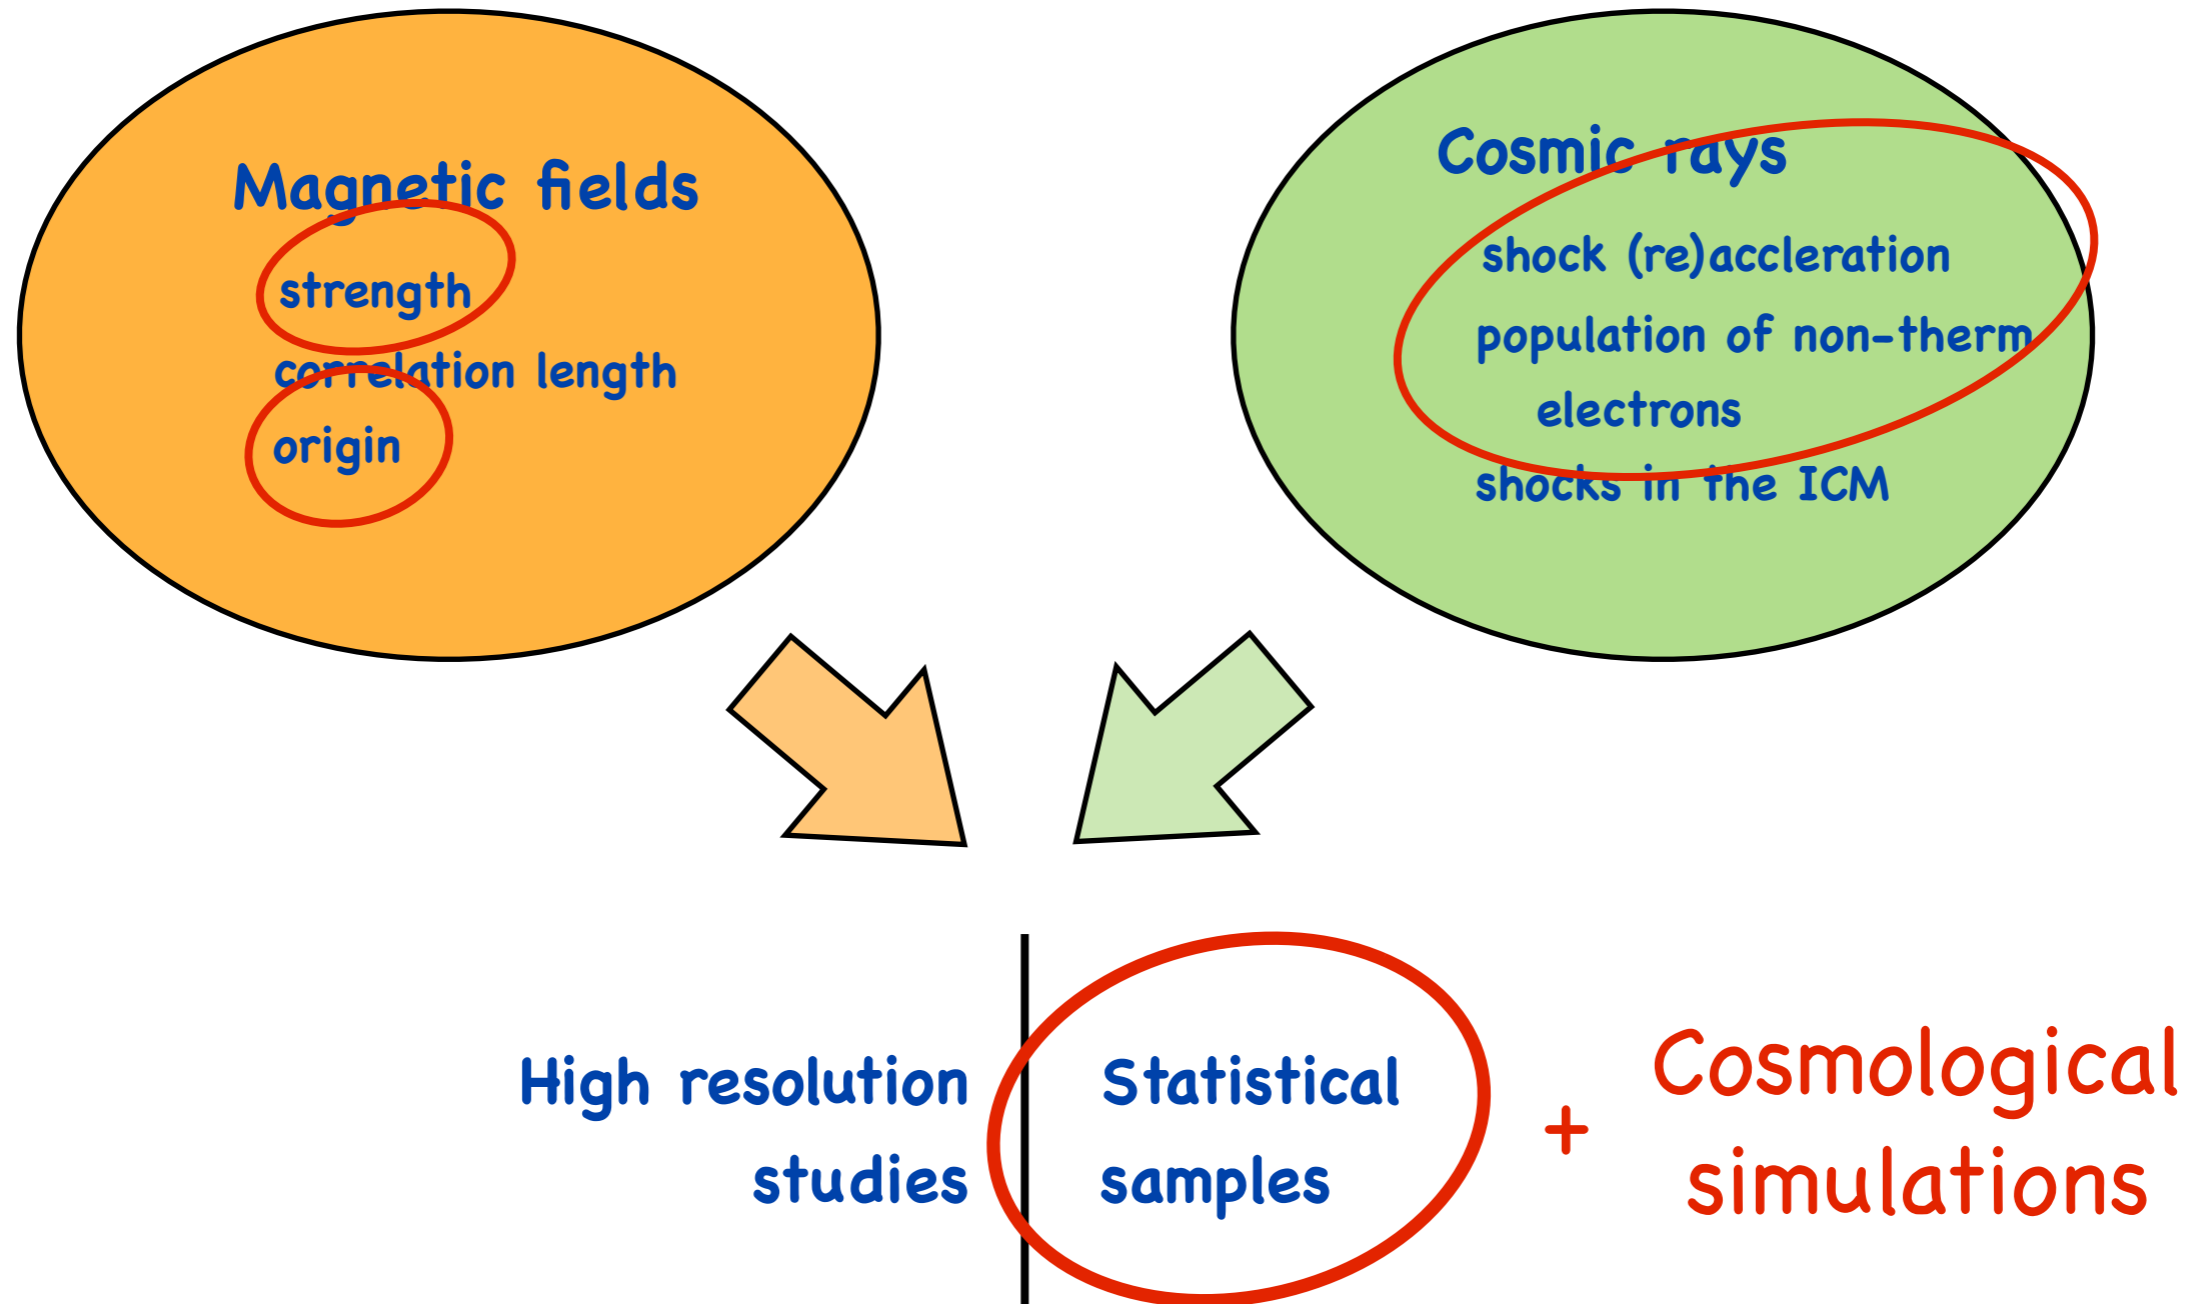 Magnetic fields
strength
correlation length
origin
Cosmic rays
shock (re)accleration
population of non-therm
electrons
shocks in the ICM
High resolution
studies
Statistical
samples
+
Cosmological
simulations